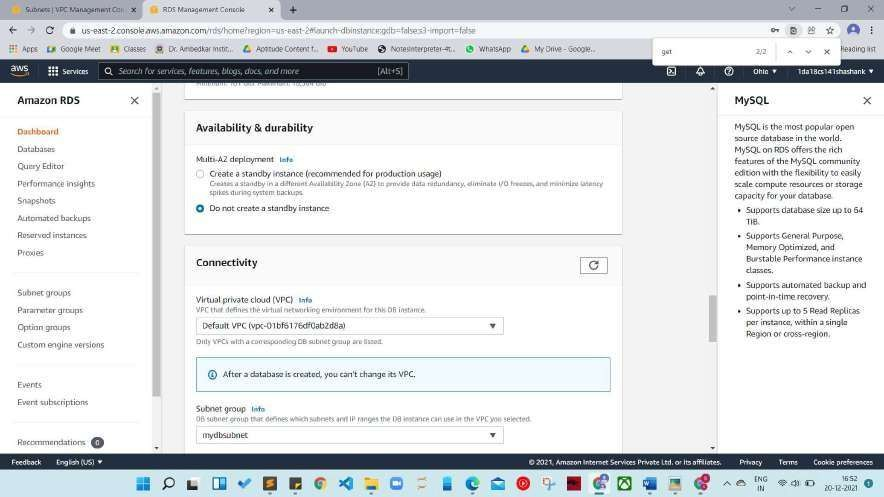 Subnets | VPC Management Con
RDS Management Console
us-east-2.console.aws.amazon.com/rds/home?region=us-east-2#launch-dbinstance:gdb=false;s3-import=false
Apps
Google Meet
Classes
Dr. Ambedkar Instit...
Aptitude Content f...
YouTube
NotesInterpreter-4t...
WhatsApp
My Drive - Google...
Reading list
get
2/2
aws
Services
Search for services, features, blogs, docs, and more
[Alt+S]
Ohio
1da18cs141shashank
Amazon RDS
Dashboard
Databases
Query Editor
Performance insights
Snapshots
Automated backups
Reserved instances
Proxies
Subnet groups
Parameter groups
Option groups
Custom engine versions
Events
Event subscriptions
Recommendations 0
Availability & durability
Multi-AZ deployment Info
Create a standby instance (recommended for production usage)
Creates a standby in a different Availability Zone (AZ) to provide data redundancy, eliminate I/O freezes, and minimize latency
spikes during system backups.
Do not create a standby instance
Connectivity
Virtual private cloud (VPC) Info
VPC that defines the virtual networking environment for this DB instance.
Default VPC (vpc-01bf6176df0ab2d8a)
Only VPCs with a corresponding DB subnet group are listed.
After a database is created, you can't change its VPC.
Subnet group Info
DB subnet group that defines which subnets and IP ranges the DB instance can use in the VPC you selected.
mydbsubnet
MySQL
MySQL is the most popular open
source database in the world.
MySQL on RDS offers the rich
features of the MySQL community
edition with the flexibility to easily
scale compute resources or storage
capacity for your database.
Supports database size up to 64
TiB.
Supports General Purpose,
Memory Optimized, and
Burstable Performance instance
classes.
Supports automated backup and
point-in-time recovery.
Supports up to 5 Read Replicas
per instance, within a single
Region or cross-region.
Feedback
English (US)
© 2021, Amazon Internet Services Private Ltd. or its affiliates.
Privacy
Terms
Cookie preferences
ENG
IN
16:52
20-12-2021